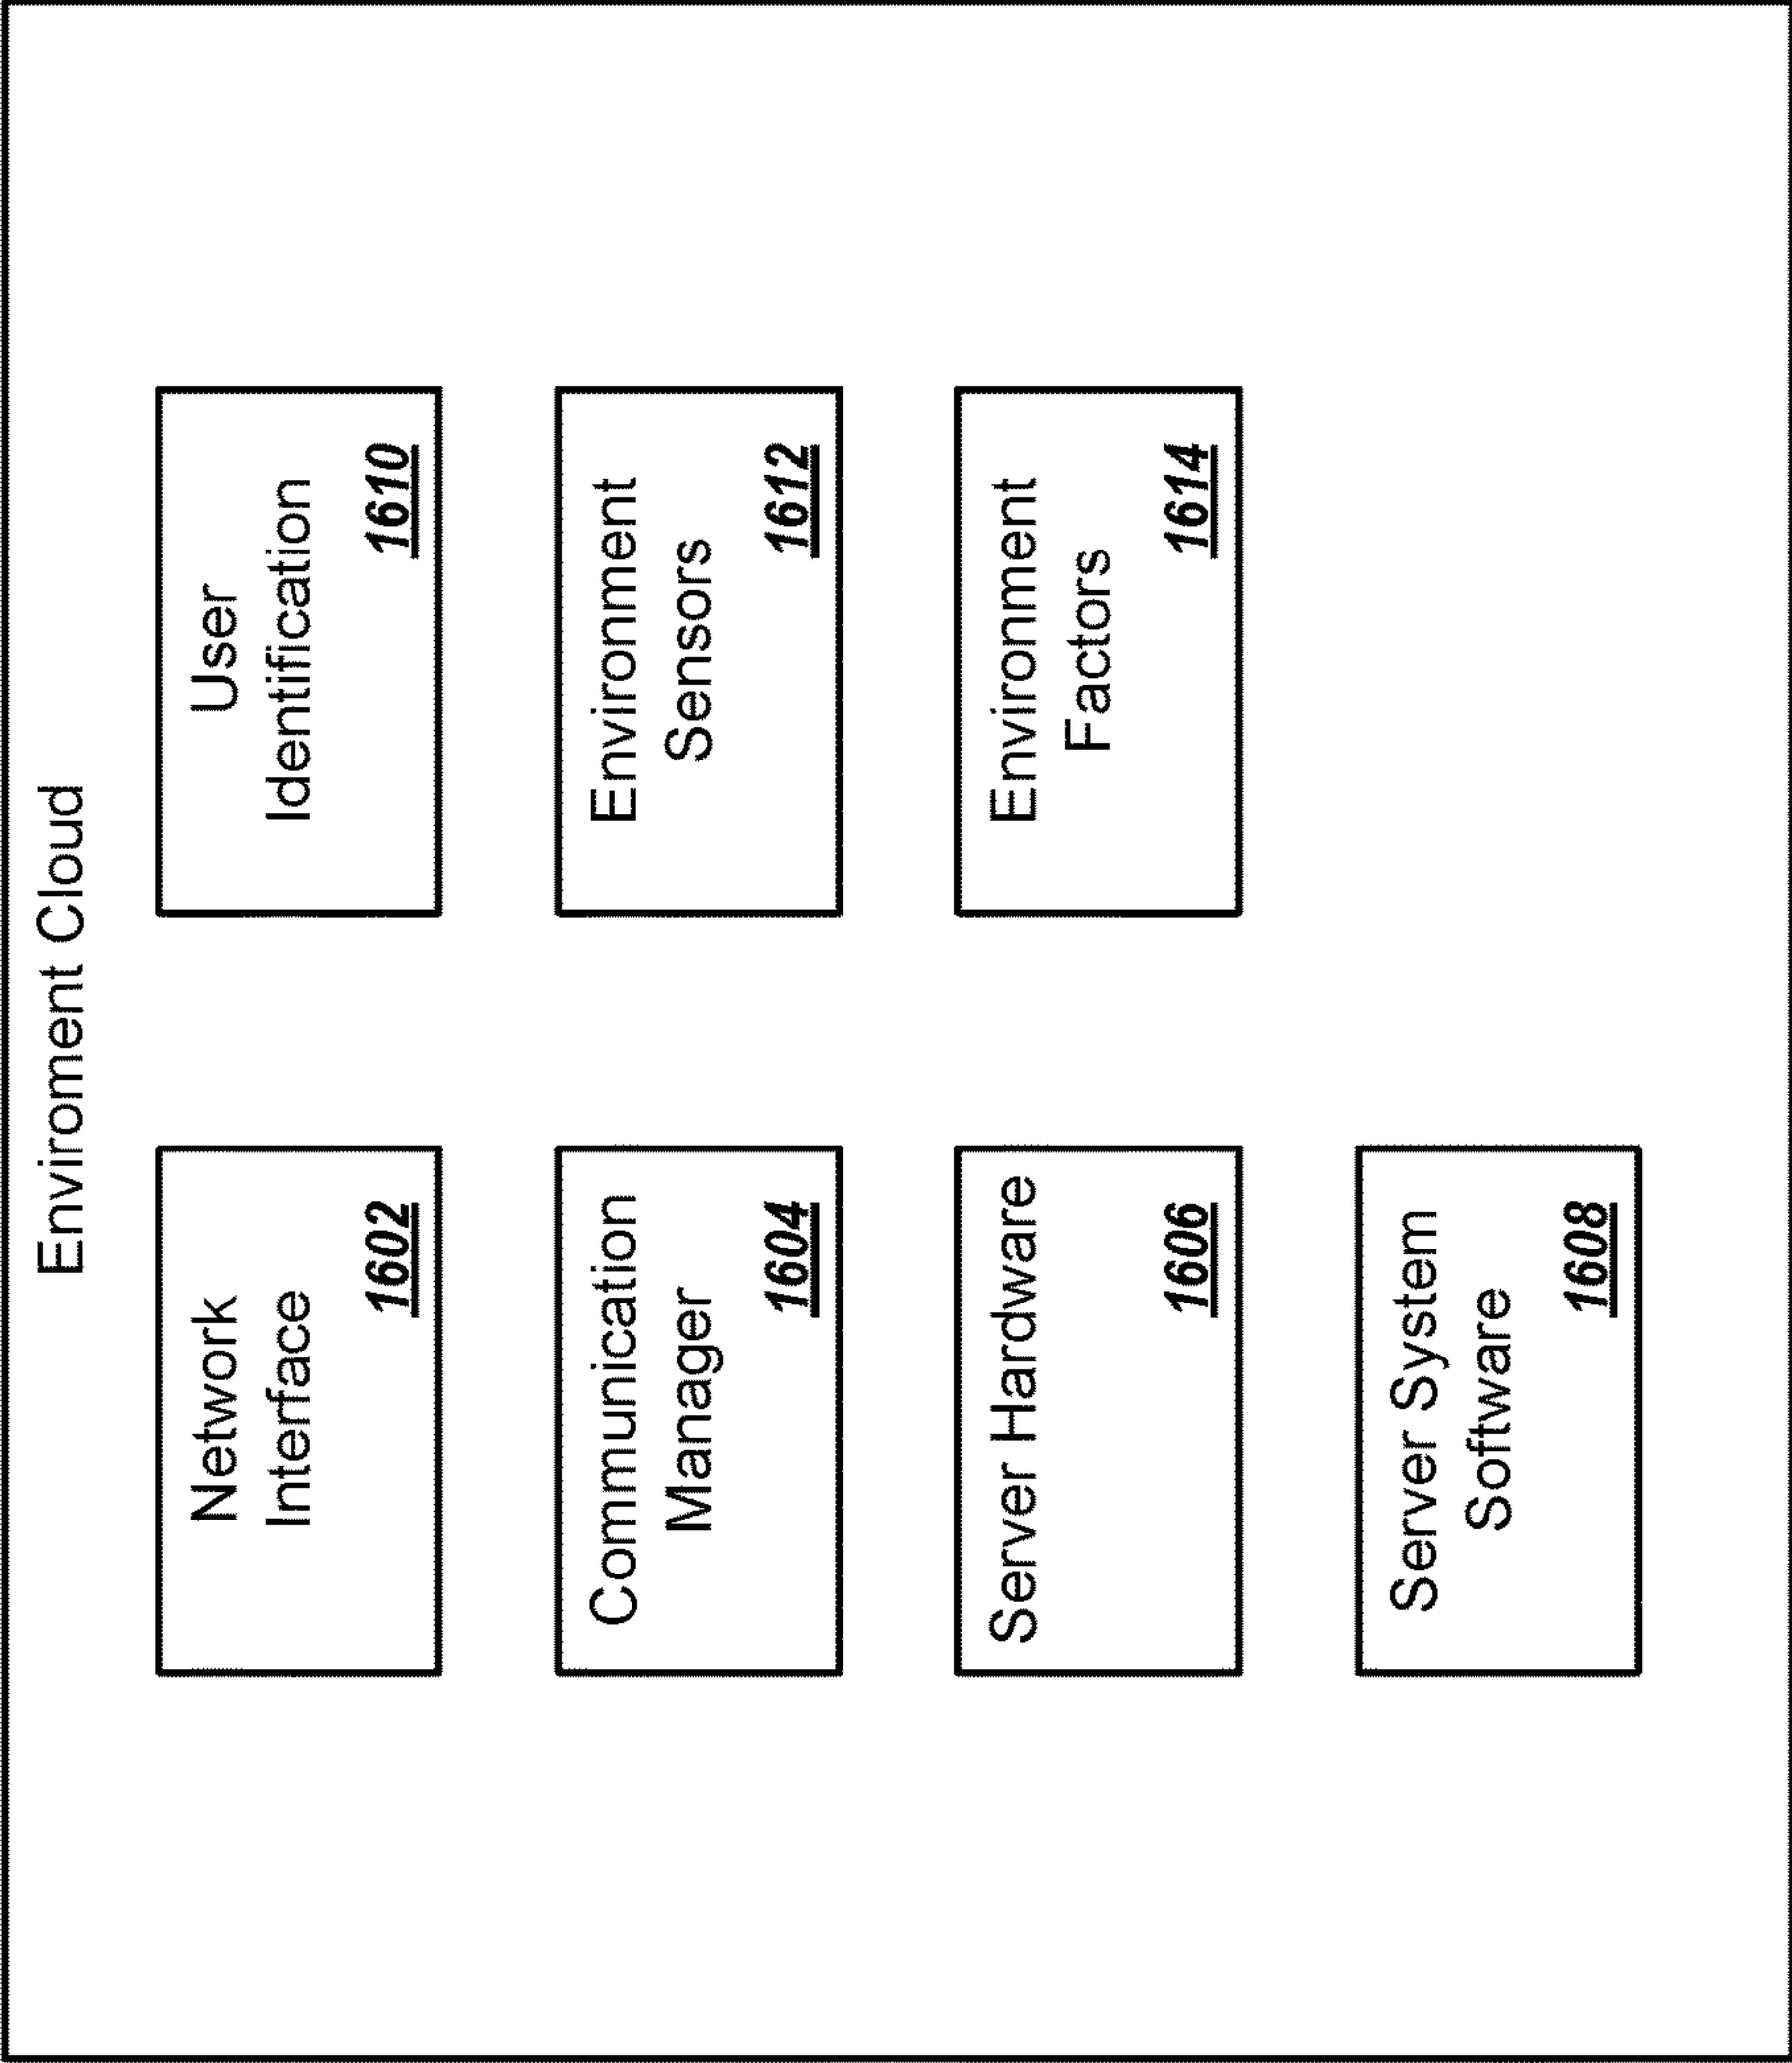 Enviroment Cloud
Network
Interface
1602
Communication
Manager
1604
Server Hardware
1606
Server System
Software
1608
User
Identification
1610
Environment
Sensors
1612
Environment
Factors
1614